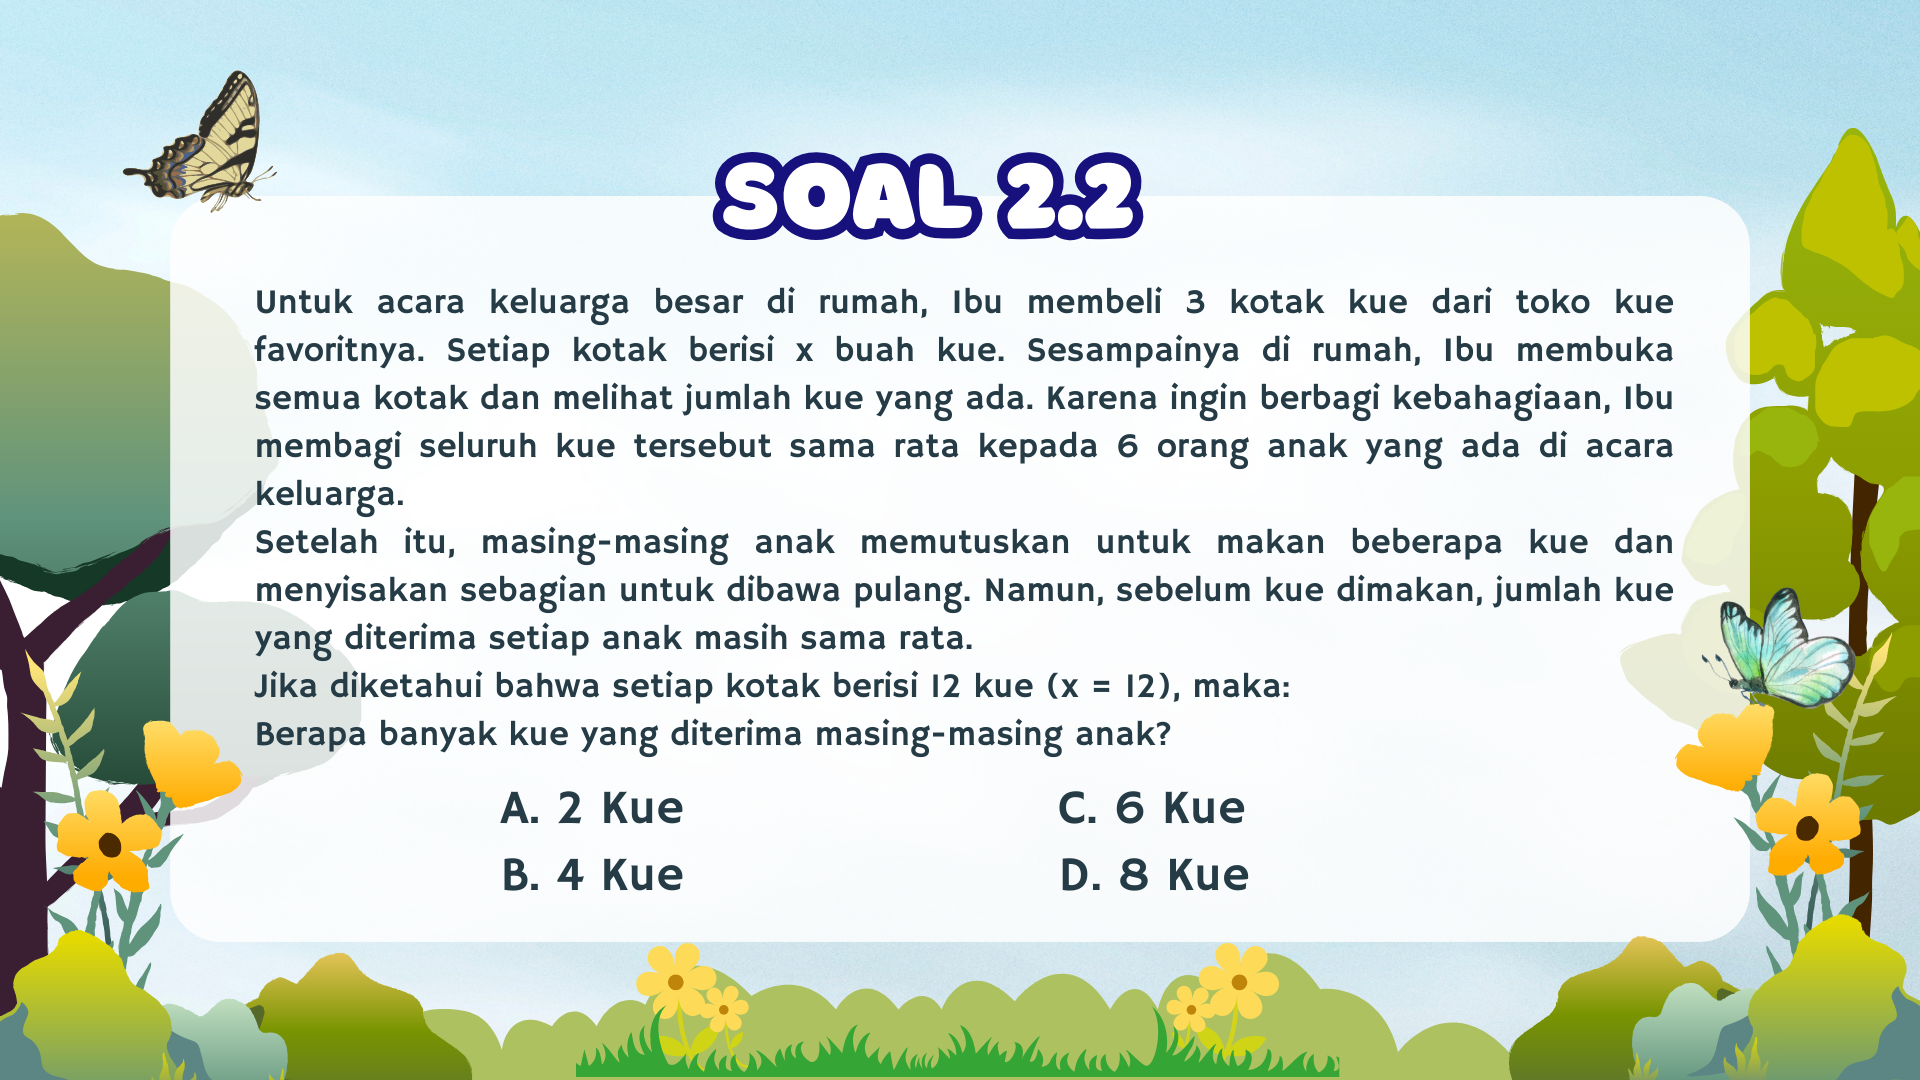 SOAL 2.2
Untuk acara keluarga besar di rumah, Ibu membeli 3 kotak kue dari toko kue
favoritnya. Setiap kotak berisi x buah kue. Sesampainya di rumah, Ibu membuka
semua kotak dan melihat jumlah kue yang ada. Karena ingin berbagi kebahagiaan, Ibu
membagi seluruh kue tersebut sama rata kepada 6 orang anak yang ada di acara
keluarga.
Setelah itu, masing-masing anak memutuskan untuk makan beberapa kue dan
menyisakan sebagian untuk dibawa pulang. Namun, sebelum kue dimakan, jumlah kue
yang diterima setiap anak masih sama rata.
Jika diketahui bahwa setiap kotak berisi 12 kue (x = 12), maka:
Berapa banyak kue yang diterima masing-masing anak?
A. 2 Kue
B. 4 Kue
C. 6 Kue
D. 8 Kue